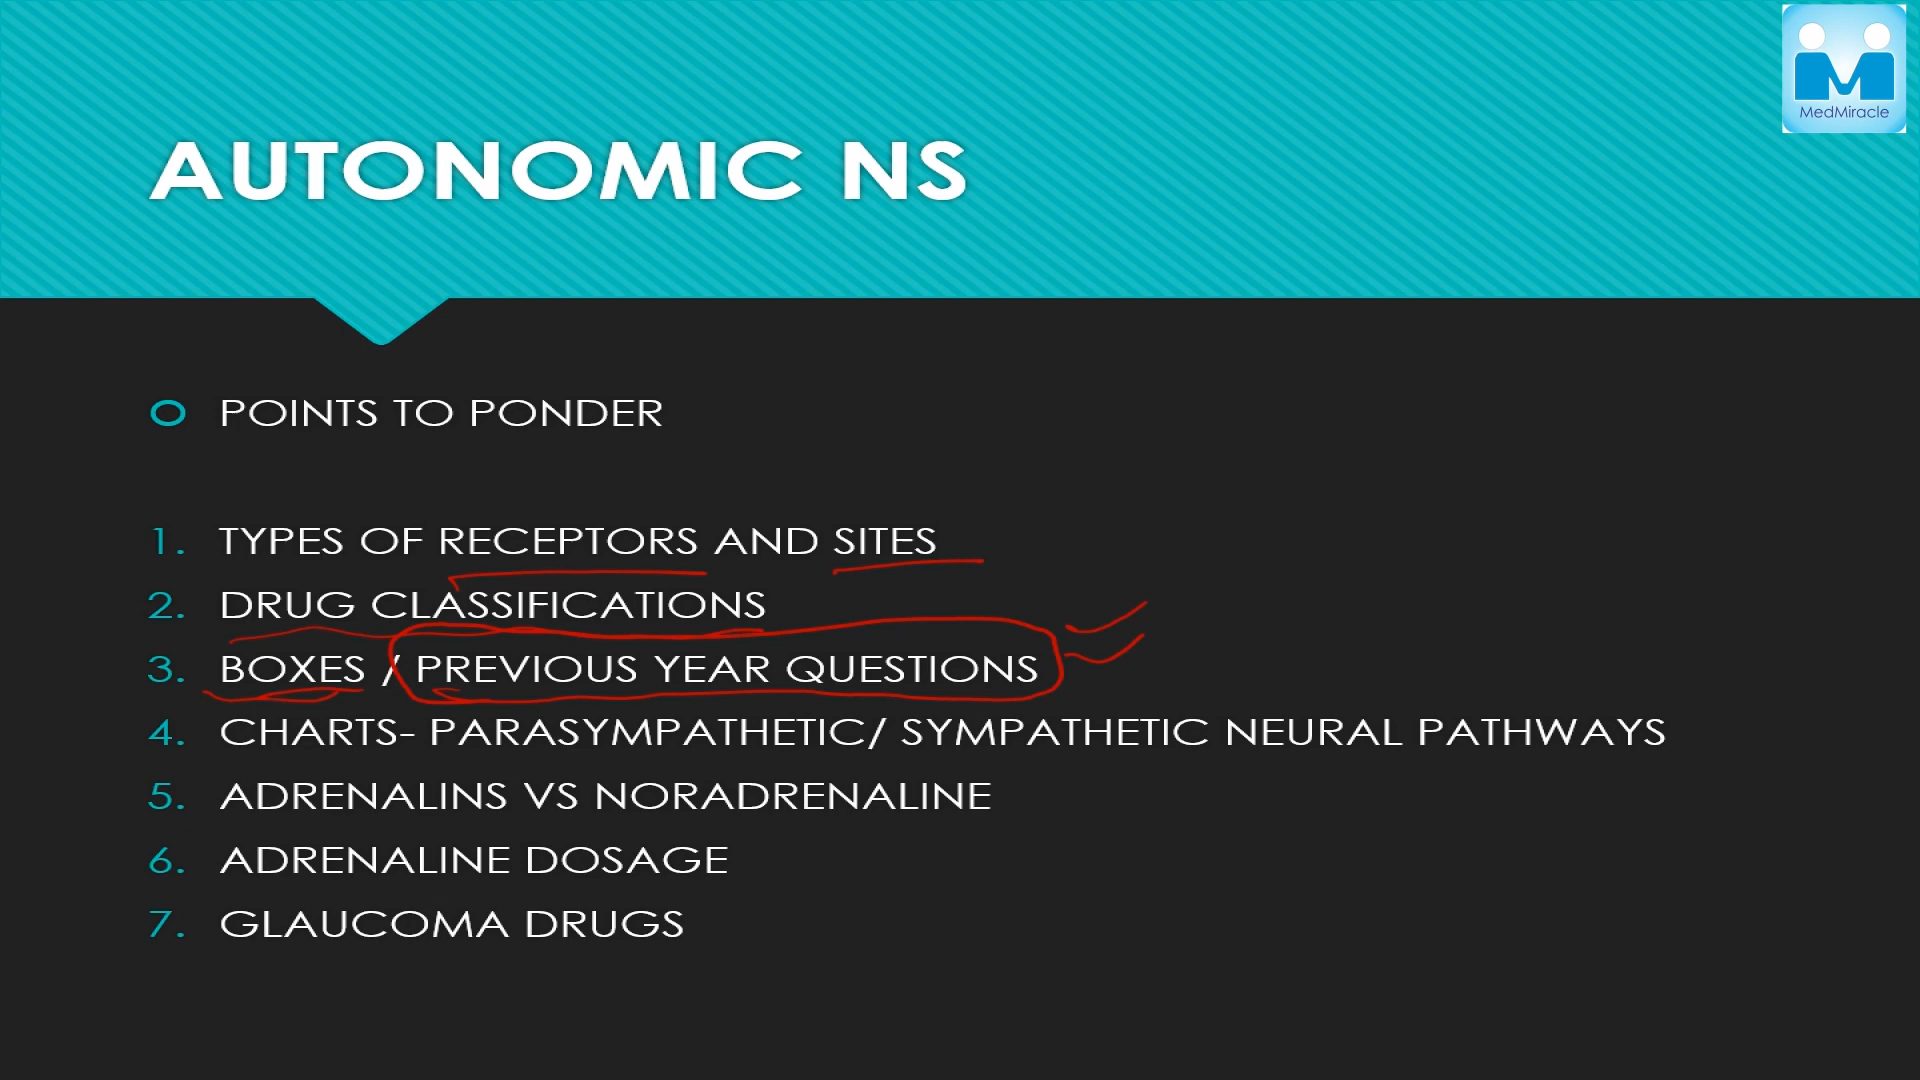 MedMiracle
AUTONOMIC NS
POINTS TO PONDER
1. TYPES OF RECEPTORS AND SITES
2. DRUG CLASSIFICATIONS
3. BOXES / PREVIOUS YEAR QUESTIONS
4. CHARTS- PARASYMPATHETIC/ SYMPATHETIC NEURAL PATHWAYS
5. ADRENALINS VS NORADRENALINE
6. ADRENALINE DOSAGE
7. GLAUCOMA DRUGS